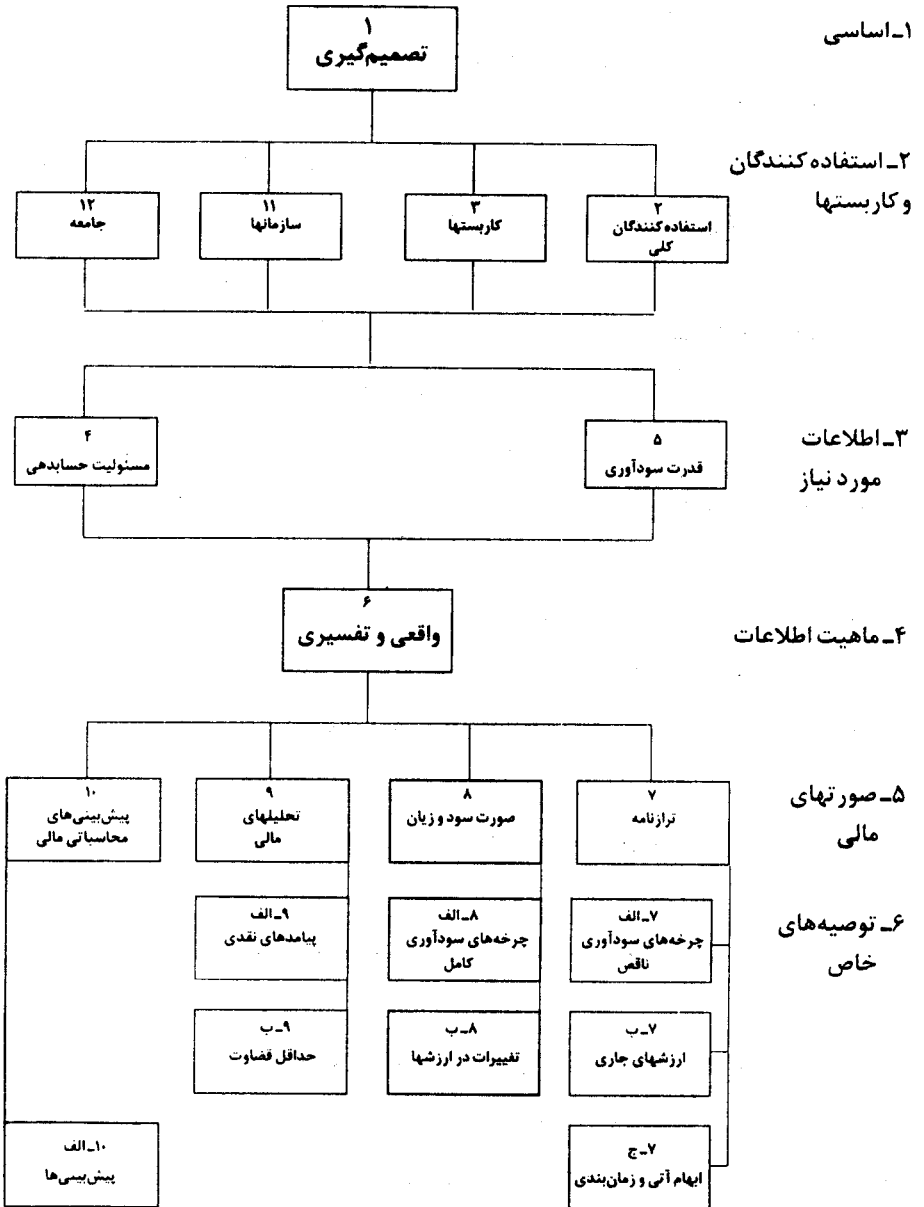 ۱ـ اساسی
۱
تصمیم‌گیری
۲ـ استفاده‌کنندگان
و کاربستها
۲
استفاده‌کنندگان
کلی
۳
کاربستها
۱۱
سازمانها
۱۲
جامعه
۳ـ اطلاعات
مورد نیاز
۵
قدرت سودآوری
۴
مسئولیت حسابدهی
۴ـ ماهیت اطلاعات
۶
واقعی و تفسیری
۵ـ صورتهای
مالی
۷
ترازنامه
۸
صورت سود و زیان
۹
تحلیلهای
مالی
۱۰
پیش‌بینی‌های
محاسباتی مالی
۶ـ توصیه‌های
خاص
۷ـ الف
چرخه‌های سودآوری
ناقص
۸ـ الف
چرخه‌های سودآوری
کامل
۹ـ الف
پیامدهای نقدی
۷ـ ب
ارزشهای جاری
۸ـ ب
تغییرات در ارزشها
۹ـ ب
حداقل قضاوت
۷ـ ج
ابهام آتی و زمان‌بندی
۱۰ـ الف
پیش‌بینی‌ها